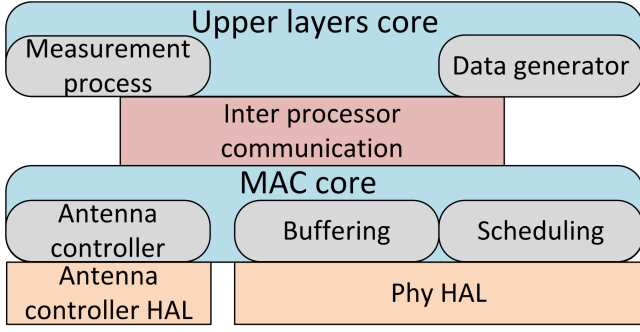 Upper layers core
Measurement
process
Data generator
Inter processor
communication
MAC core
Antenna
controller
Buffering
Scheduling
Antenna
controller HAL
Phy HAL